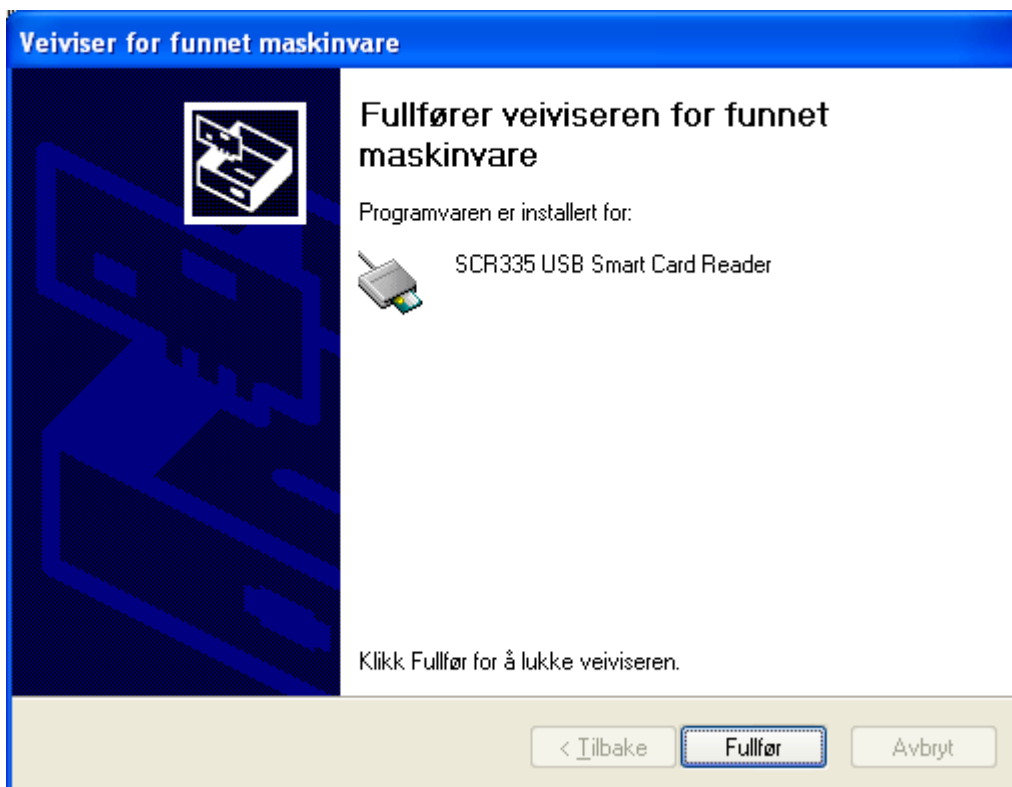 Veiviser for funnet maskinvare
Fullfører veiviseren for funnet
maskinvare
Programvaren er installert for:
SCR335 USB Smart Card Reader
Klikk Fullfør for å lukke veiviseren.
< Tilbake Fullfør Avbryt